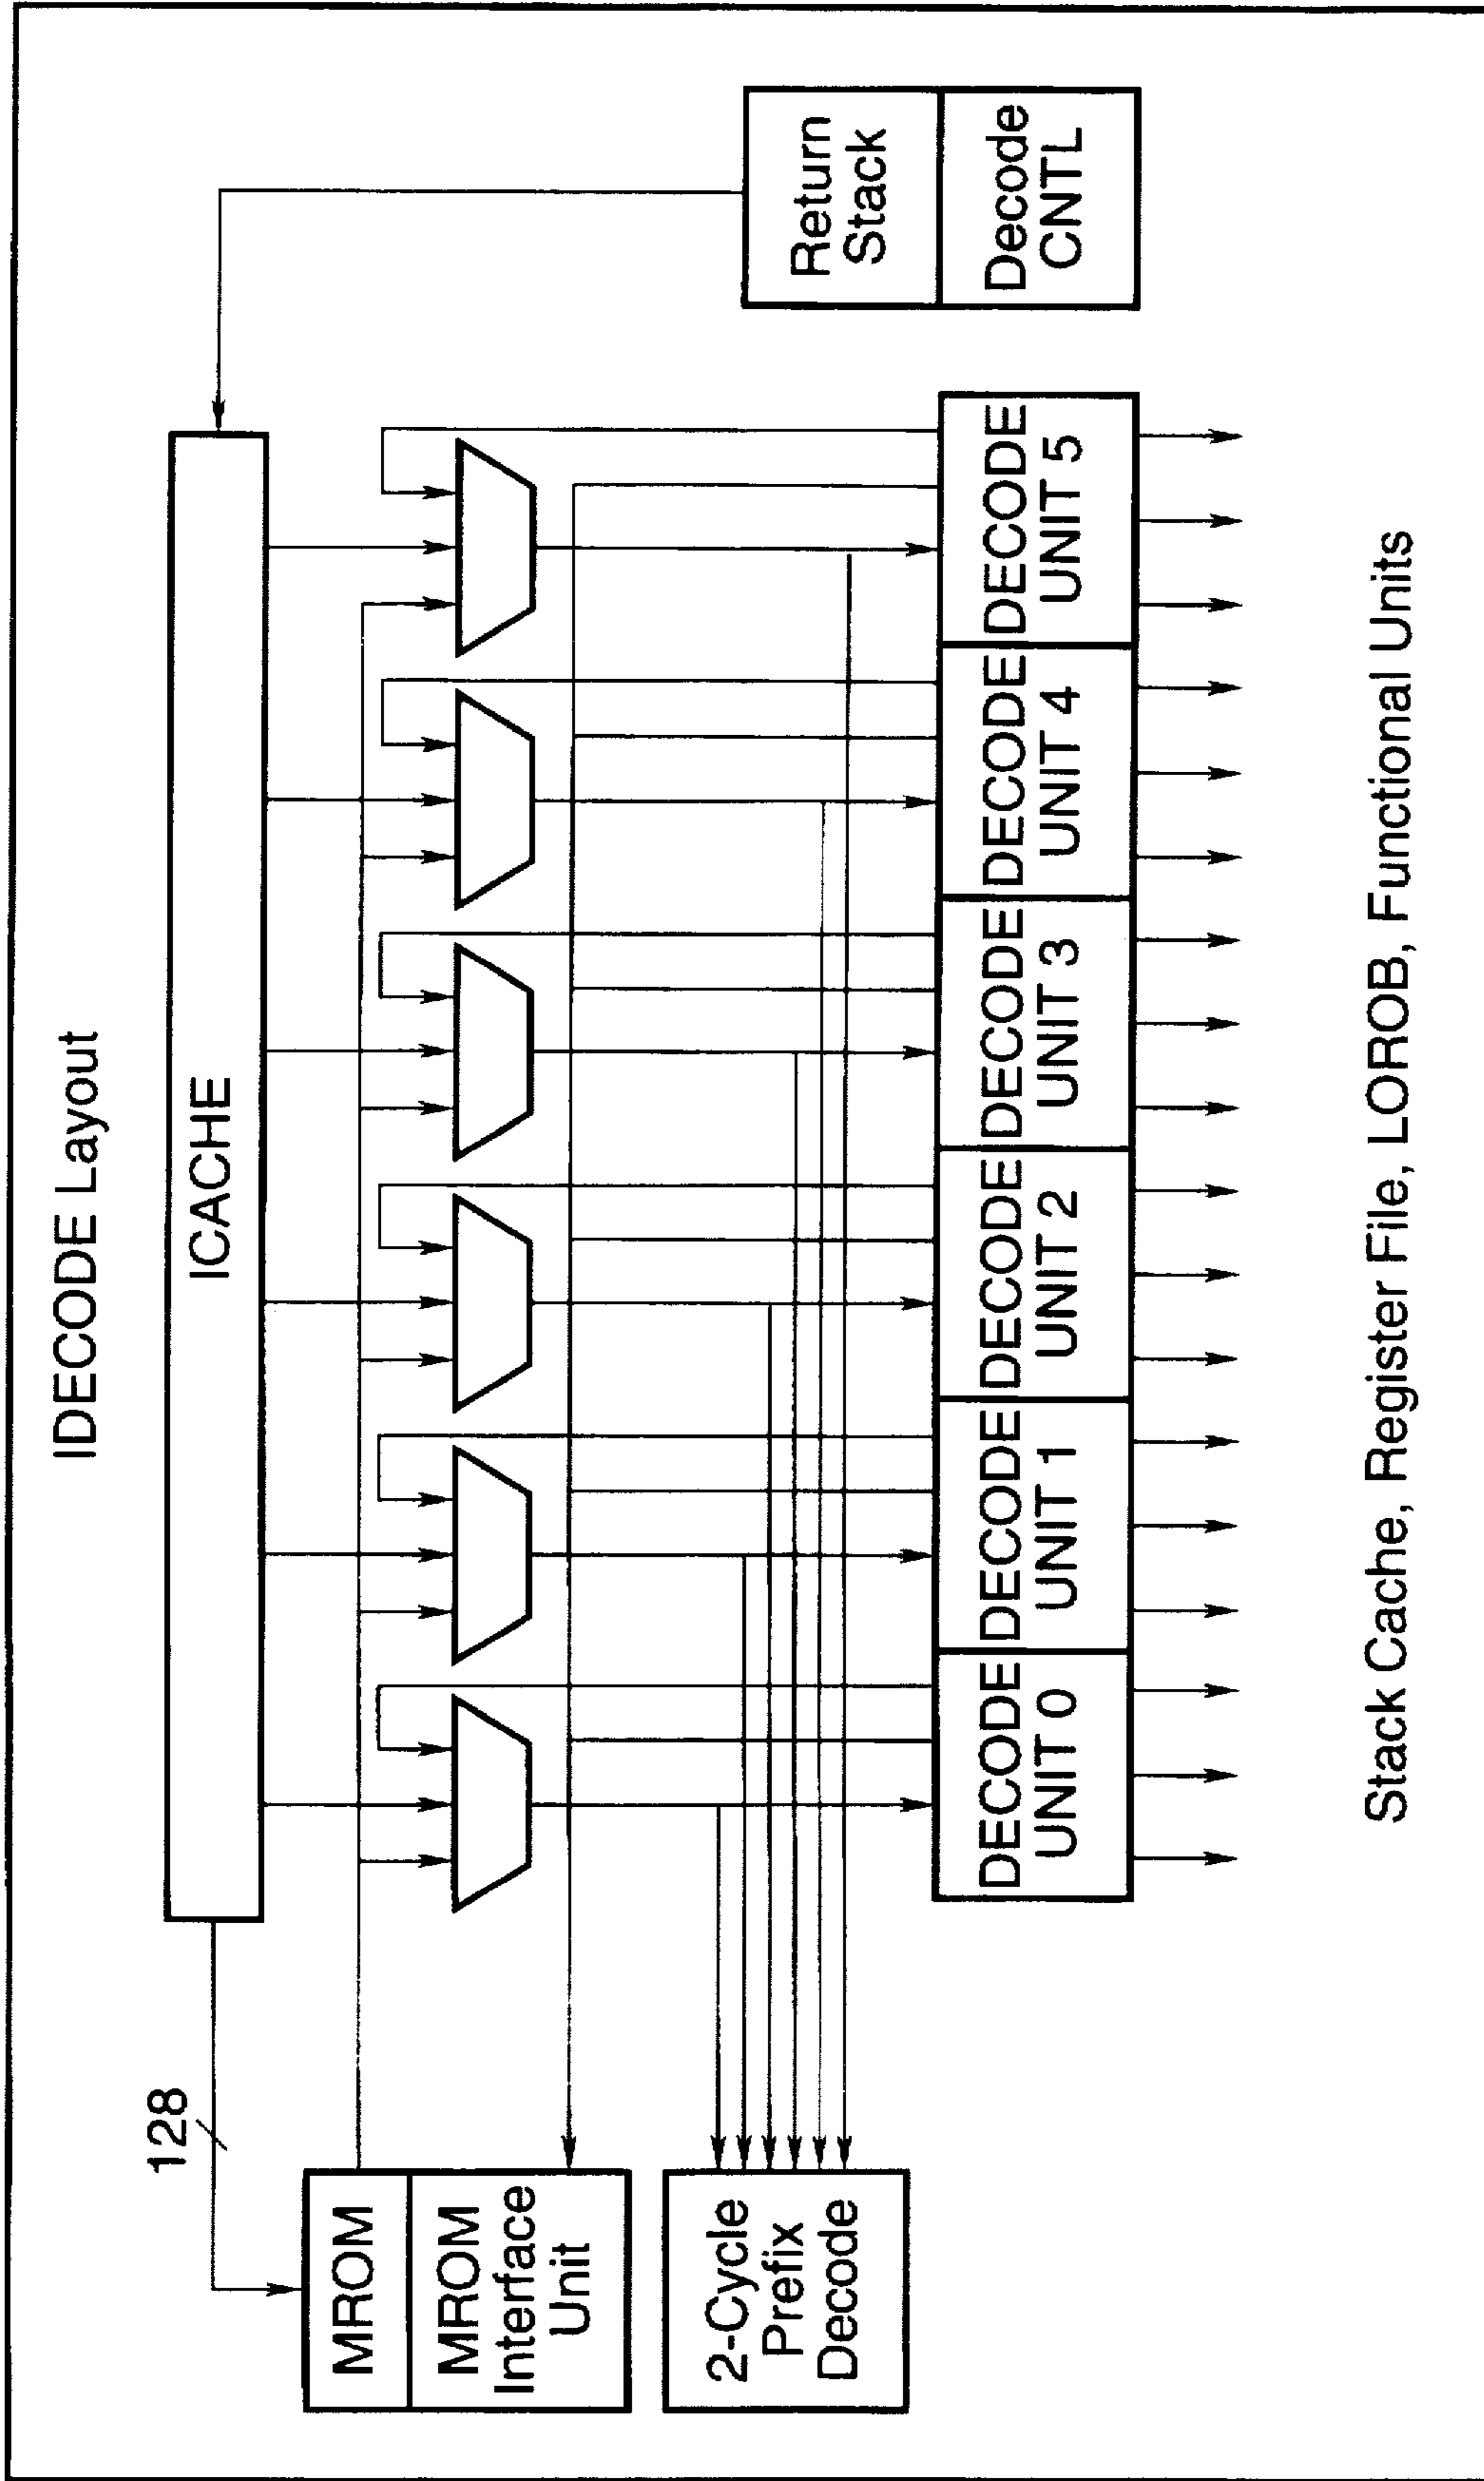 IDECODE Layout
128
ICACHE
MROM
MROM
Interface
Unit
2-Cycle
Prefix
Decode
Return
Stack
Decode
CNTL
DECODE
UNIT 0
DECODE
UNIT 1
DECODE
UNIT 2
DECODE
UNIT 3
DECODE
UNIT 4
DECODE
UNIT 5
Stack Cache, Register File, LOROB, Functional Units